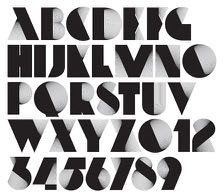 ABCDEFG
HIJKLMNO
PQRSTUV
WXYZ012
3456789